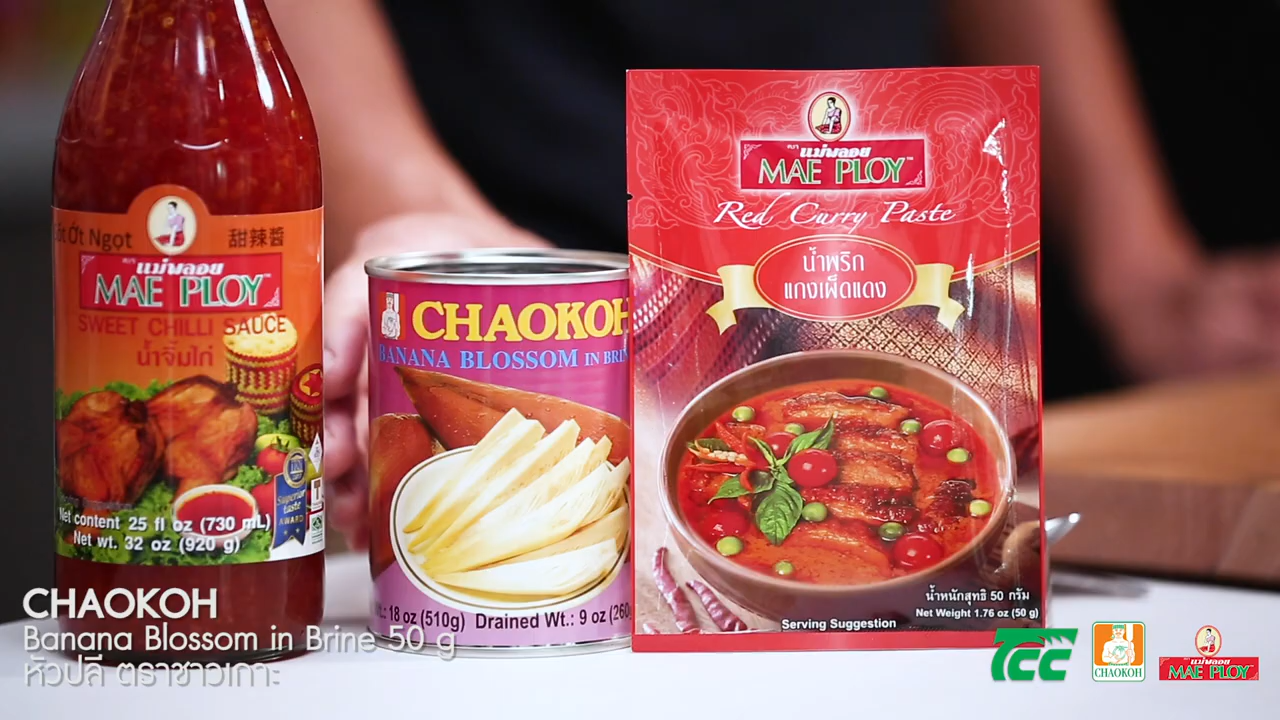 ốt Ớt Ngọt
甜辣醬
ตรา แม่พลอย
MAE PLOY™
SWEET CHILLI SAUCE
น้ำจิ้มไก่
Superior taste
AWARD
Net content 25 fl oz (730 mL)
Net wt. 32 oz (920 g)
CHAOKOH
BANANA BLOSSOM IN BRIN
t.: 18 oz (510g) Drained Wt.: 9 oz (260g
ตรา แม่พลอย
MAE PLOY™
Red Curry Paste
น้ำพริก
แกงเผ็ดแดง
น้ำหนักสุทธิ 50 กรัม
Net Weight 1.76 oz (50 g)
Serving Suggestion
CHAOKOH
Banana Blossom in Brine 50 g
หัวปลี ตราชาวเกาะ
TCC
CHAOKOH
แม่พลอย
MAE PLOY